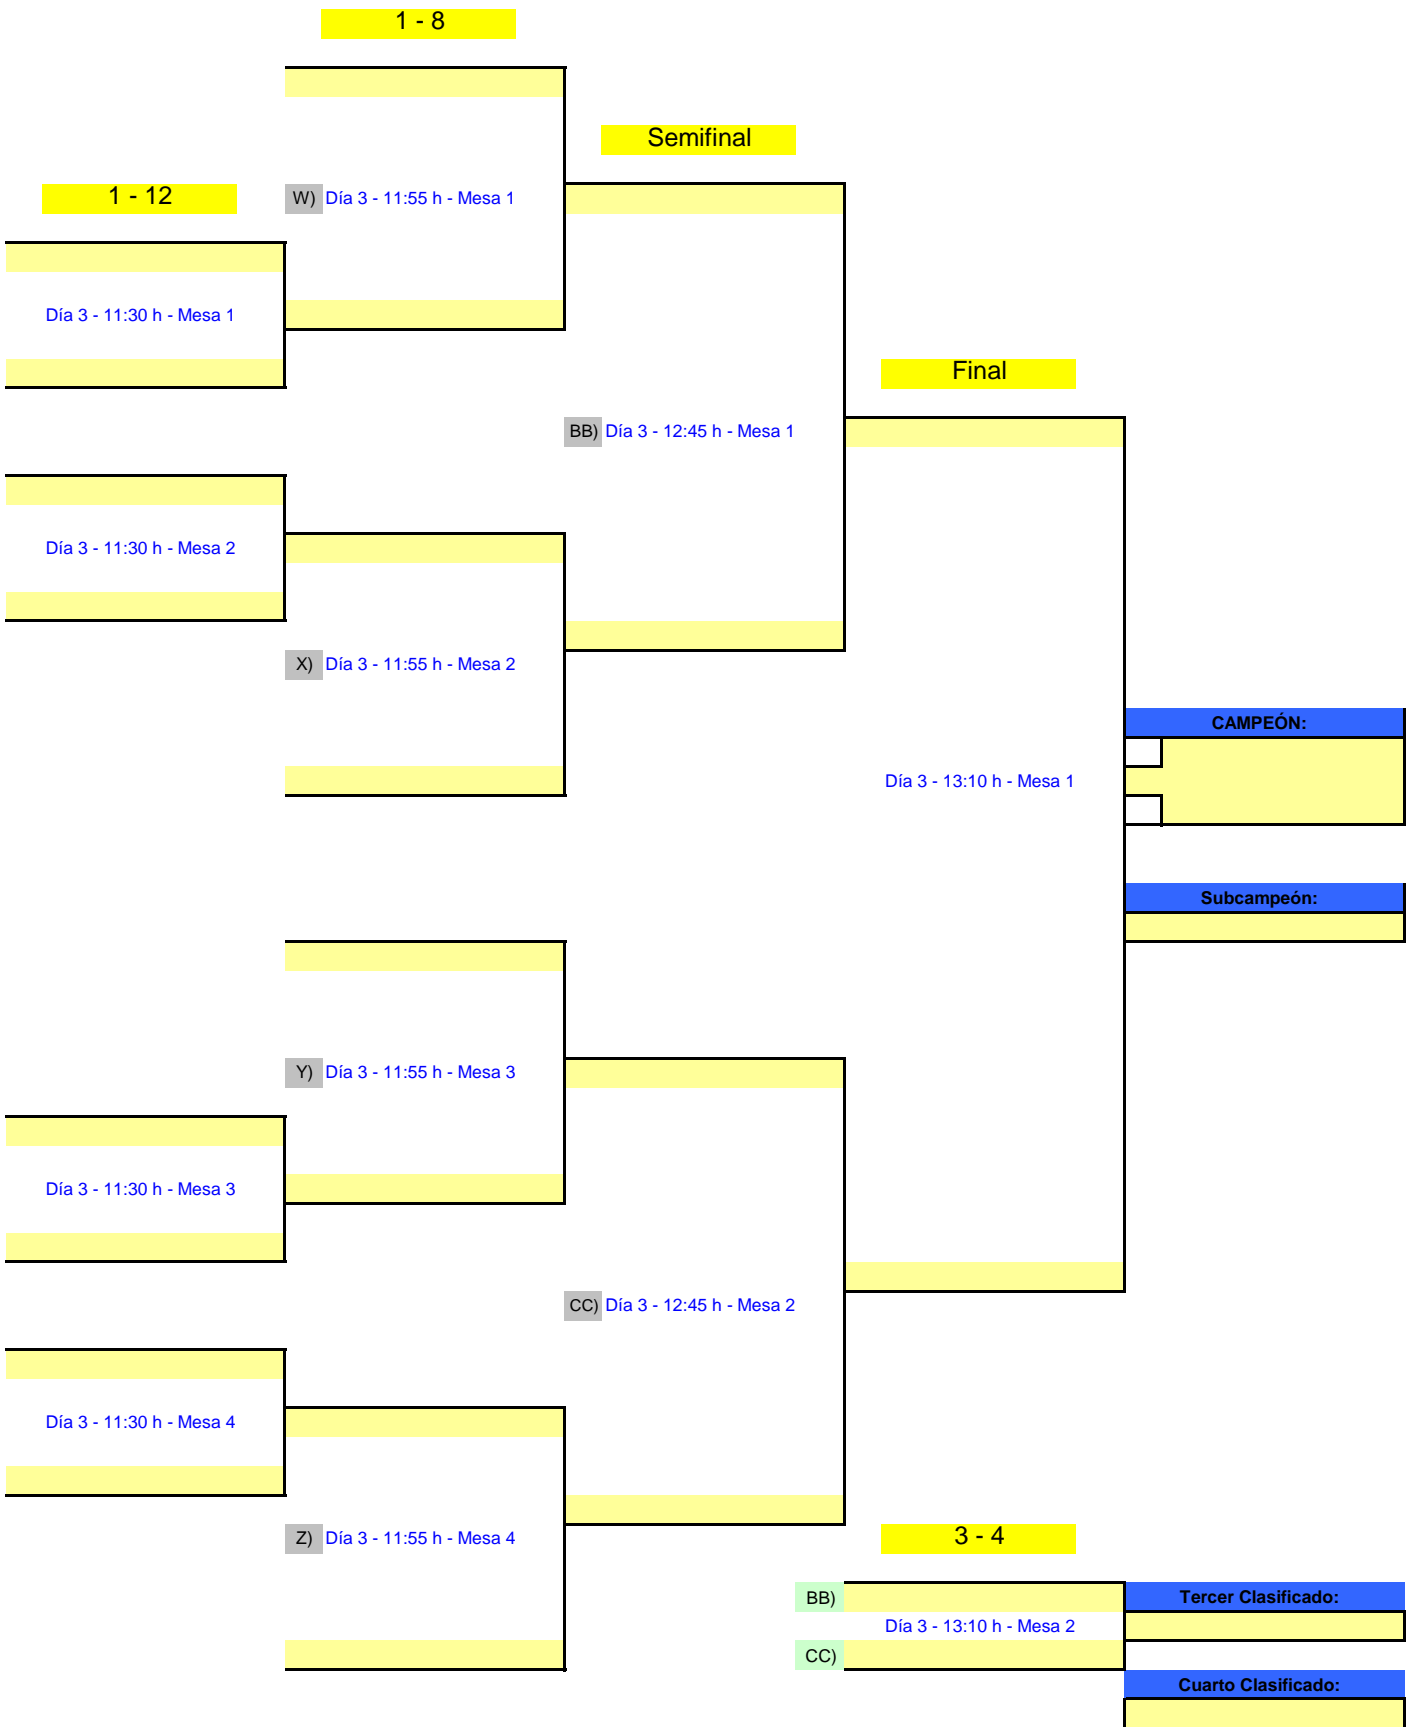 1 - 8
Semifinal
1 - 12
W) Día 3 - 11:55 h - Mesa 1
Día 3 - 11:30 h - Mesa 1
Final
BB) Día 3 - 12:45 h - Mesa 1
Día 3 - 11:30 h - Mesa 2
X) Día 3 - 11:55 h - Mesa 2
CAMPEÓN:
Día 3 - 13:10 h - Mesa 1
Subcampeón:
Y) Día 3 - 11:55 h - Mesa 3
Día 3 - 11:30 h - Mesa 3
CC) Día 3 - 12:45 h - Mesa 2
Día 3 - 11:30 h - Mesa 4
Z) Día 3 - 11:55 h - Mesa 4
3 - 4
BB)
Tercer Clasificado:
Día 3 - 13:10 h - Mesa 2
CC)
Cuarto Clasificado: